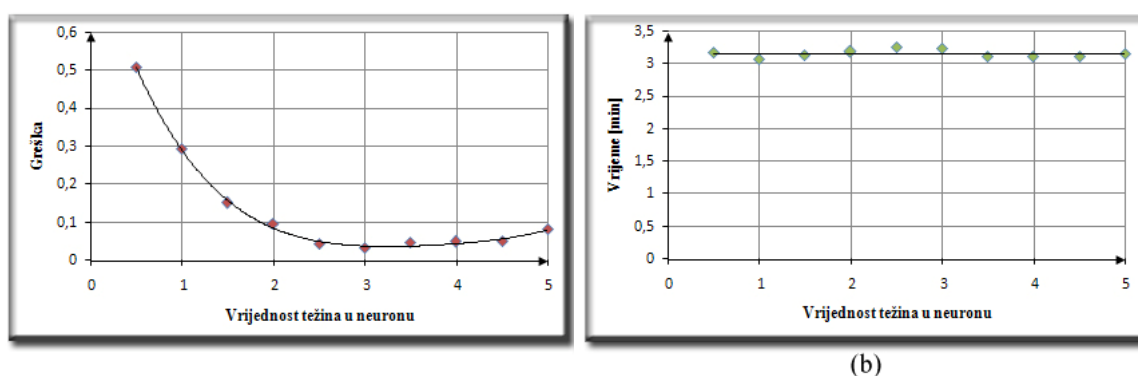 0,6
0,5
0,4
0,3
0,2
0,1
0
Greška
0 1 2 3 4 5
Vrijednost težina u neuronu
3,5
3
2,5
2
1,5
1
0,5
0
Vrijeme [min]
0 1 2 3 4 5
Vrijednost težina u neuronu
(b)